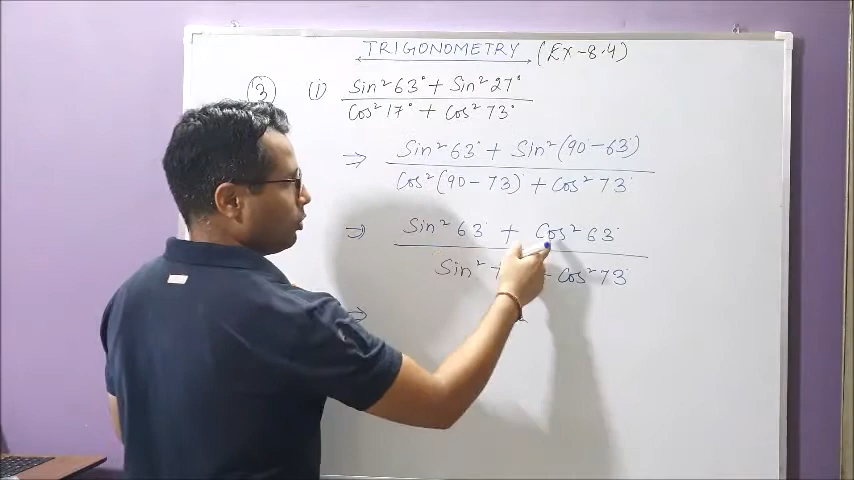 TRIGONOMETRY (Ex-8.4)
3 (i) Sin²63° + Sin²27°
Cos²17° + Cos²73°
⇒ Sin²63° + Sin²(90°-63°)
Cos²(90-73°) + Cos²73°
⇒ Sin²63° + Cos²63°
Sin² Cos²73°
⇒